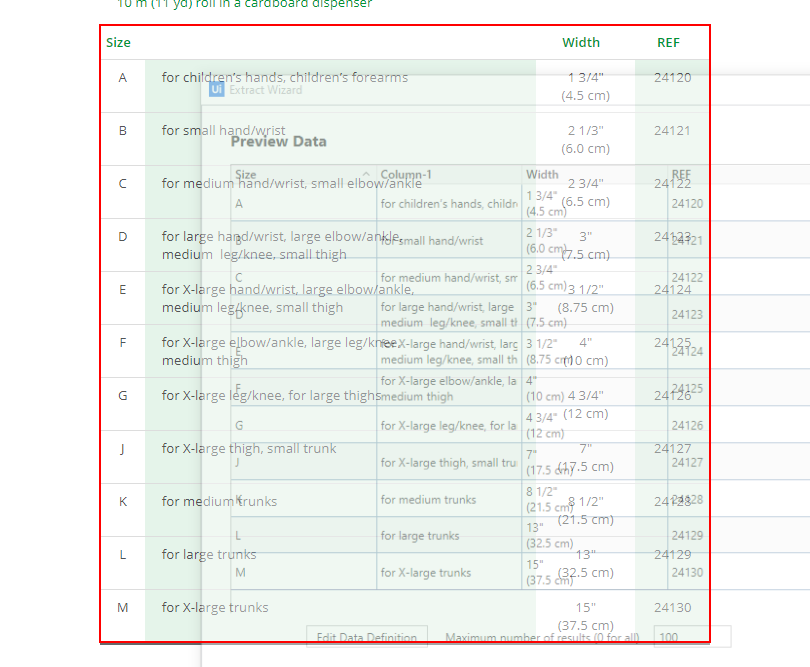 10 m (11 yd) roll in a cardboard dispenser
Size Width REF
A for children's hands, children's forearms 1 3/4" 24120
(4.5 cm)
B for small hand/wrist 2 1/3" 24121
(6.0 cm)
C for medium hand/wrist, small elbow/ankle 2 3/4" 24122
(6.5 cm)
D for large hand/wrist, large elbow/ankle, 3" 24123
medium leg/knee, small thigh (7.5 cm)
E for X-large hand/wrist, large elbow/ankle, 3 1/2" 24124
medium leg/knee, small thigh (8.75 cm)
F for X-large elbow/ankle, large leg/knee, 4" 24125
medium thigh (10 cm)
G for X-large leg/knee, for large thighs 4 3/4" 24126
(12 cm)
J for X-large thigh, small trunk 7" 24127
(17.5 cm)
K for medium trunks 8 1/2" 24128
(21.5 cm)
L for large trunks 13" 24129
(32.5 cm)
M for X-large trunks 15" 24130
(37.5 cm)
Ui Extract Wizard
Preview Data
Size Column-1 Width REF
A for children's hands, childr 1 3/4" 24120
(4.5 cm)
B for small hand/wrist 2 1/3" 24121
(6.0 cm)
C for medium hand/wrist, sm 2 3/4" 24122
(6.5 cm)
D for large hand/wrist, large 3" 24123
medium leg/knee, small th (7.5 cm)
E for X-large hand/wrist, larg 3 1/2" 24124
medium leg/knee, small th (8.75 cm)
F for X-large elbow/ankle, la 4" 24125
medium thigh (10 cm)
G for X-large leg/knee, for la 4 3/4" 24126
(12 cm)
J for X-large thigh, small tru 7" 24127
(17.5 cm)
K for medium trunks 8 1/2" 24128
(21.5 cm)
L for large trunks 13" 24129
(32.5 cm)
M for X-large trunks 15" 24130
(37.5 cm)
Edit Data Definition Maximum number of results (0 for all) 100